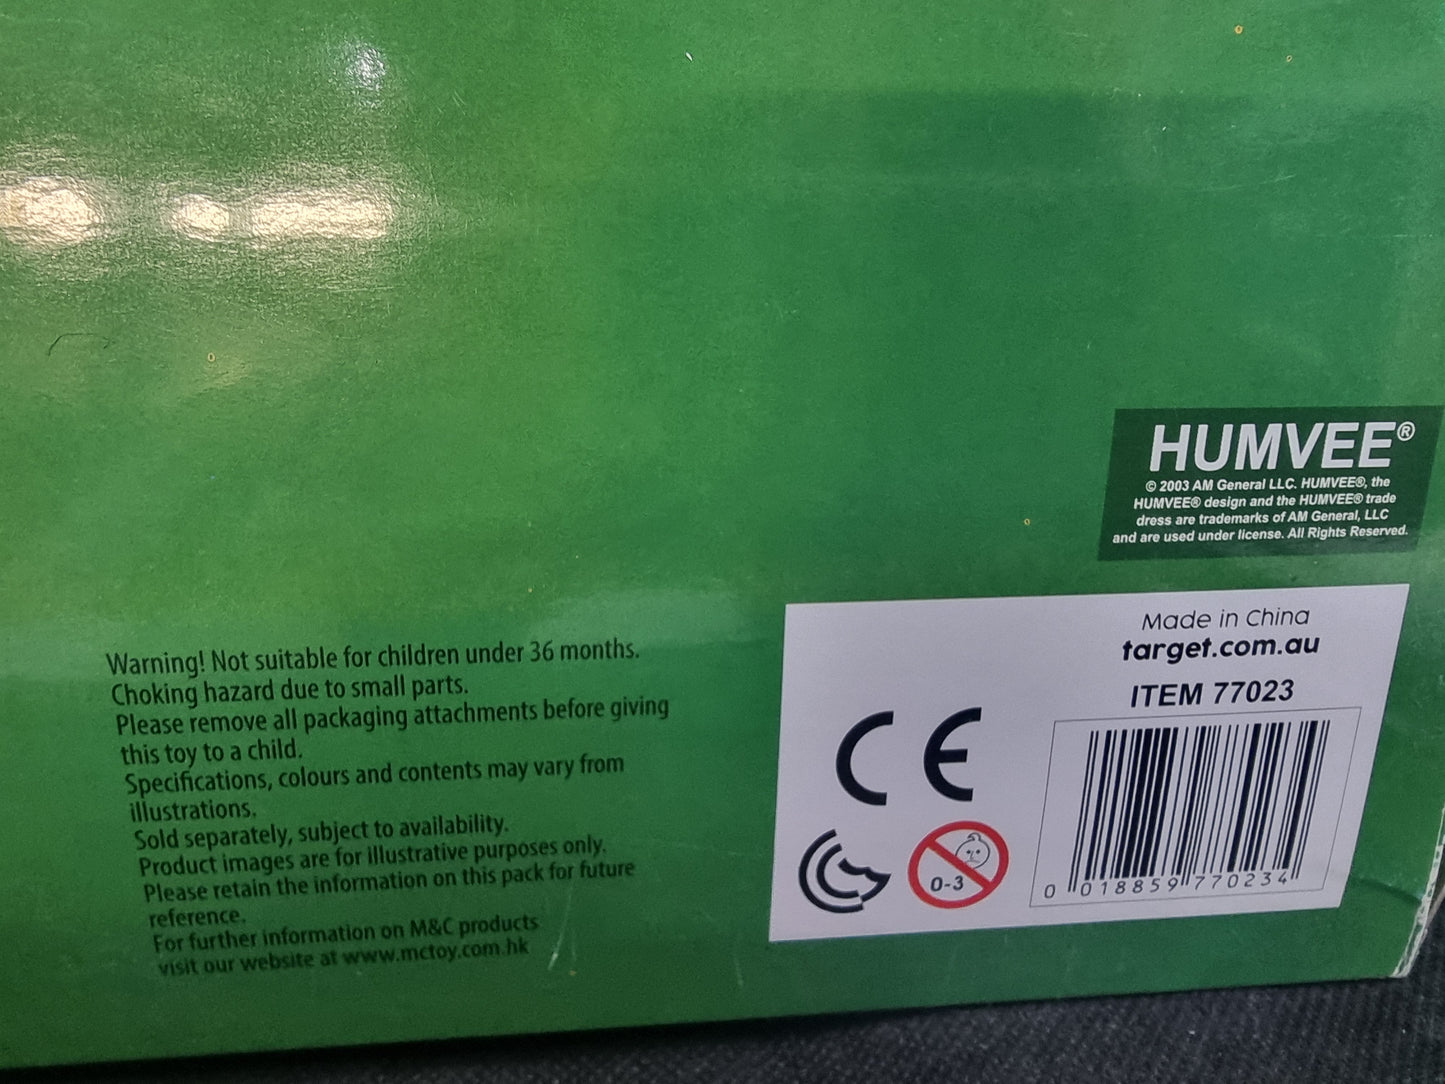 HUMVEE®
© 2003 AM General LLC. HUMVEE®, the
HUMVEE® design and the HUMVEE® trade
dress are trademarks of AM General, LLC
and are used under license. All Rights Reserved.
Warning! Not suitable for children under 36 months.
Choking hazard due to small parts.
Please remove all packaging attachments before giving
this toy to a child.
Specifications, colours and contents may vary from
illustrations.
Sold separately, subject to availability.
Product images are for illustrative purposes only.
Please retain the information on this pack for future
reference.
For further information on M&C products
visit our website at www.mctoy.com.hk
Made in China
target.com.au
ITEM 77023
CE
0-3
0 018859 770234